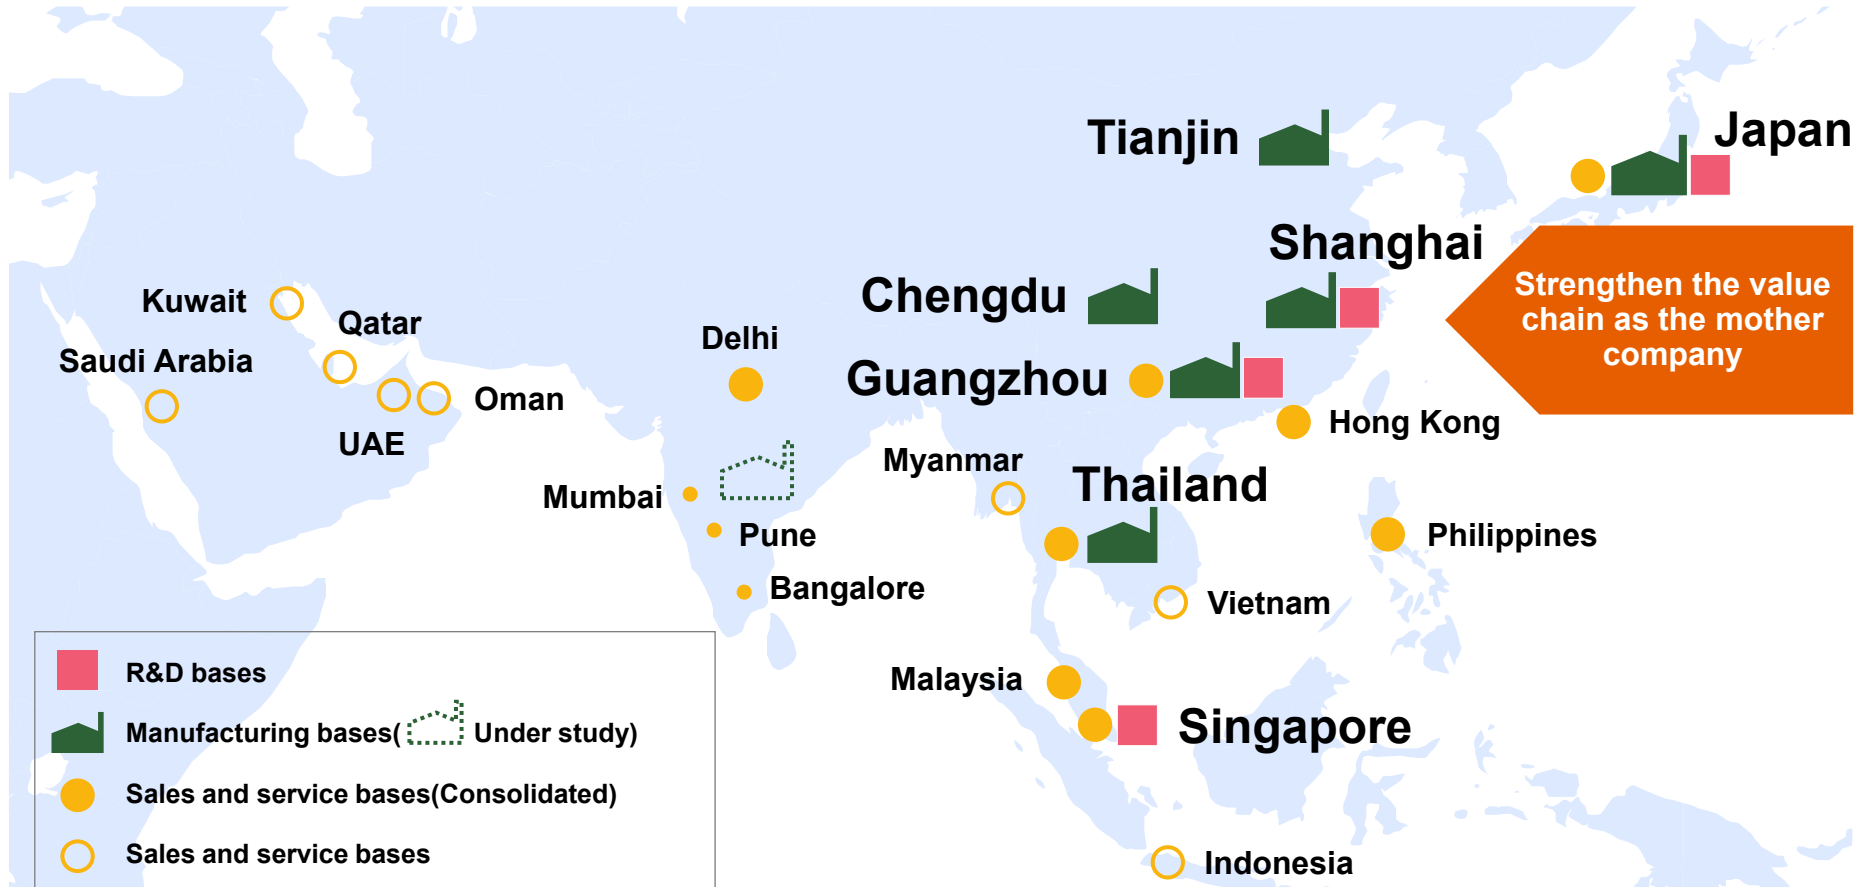 Tianjin
Japan
Shanghai
Strengthen the value
chain as the mother
company
Chengdu
Kuwait
Qatar
Delhi
Saudi Arabia
Guangzhou
Oman
Hong Kong
UAE
Myanmar
Thailand
Mumbai
Pune
Philippines
Bangalore
Vietnam
Malaysia
Singapore
Indonesia
R&D bases
Manufacturing bases( Under study)
Sales and service bases(Consolidated)
Sales and service bases